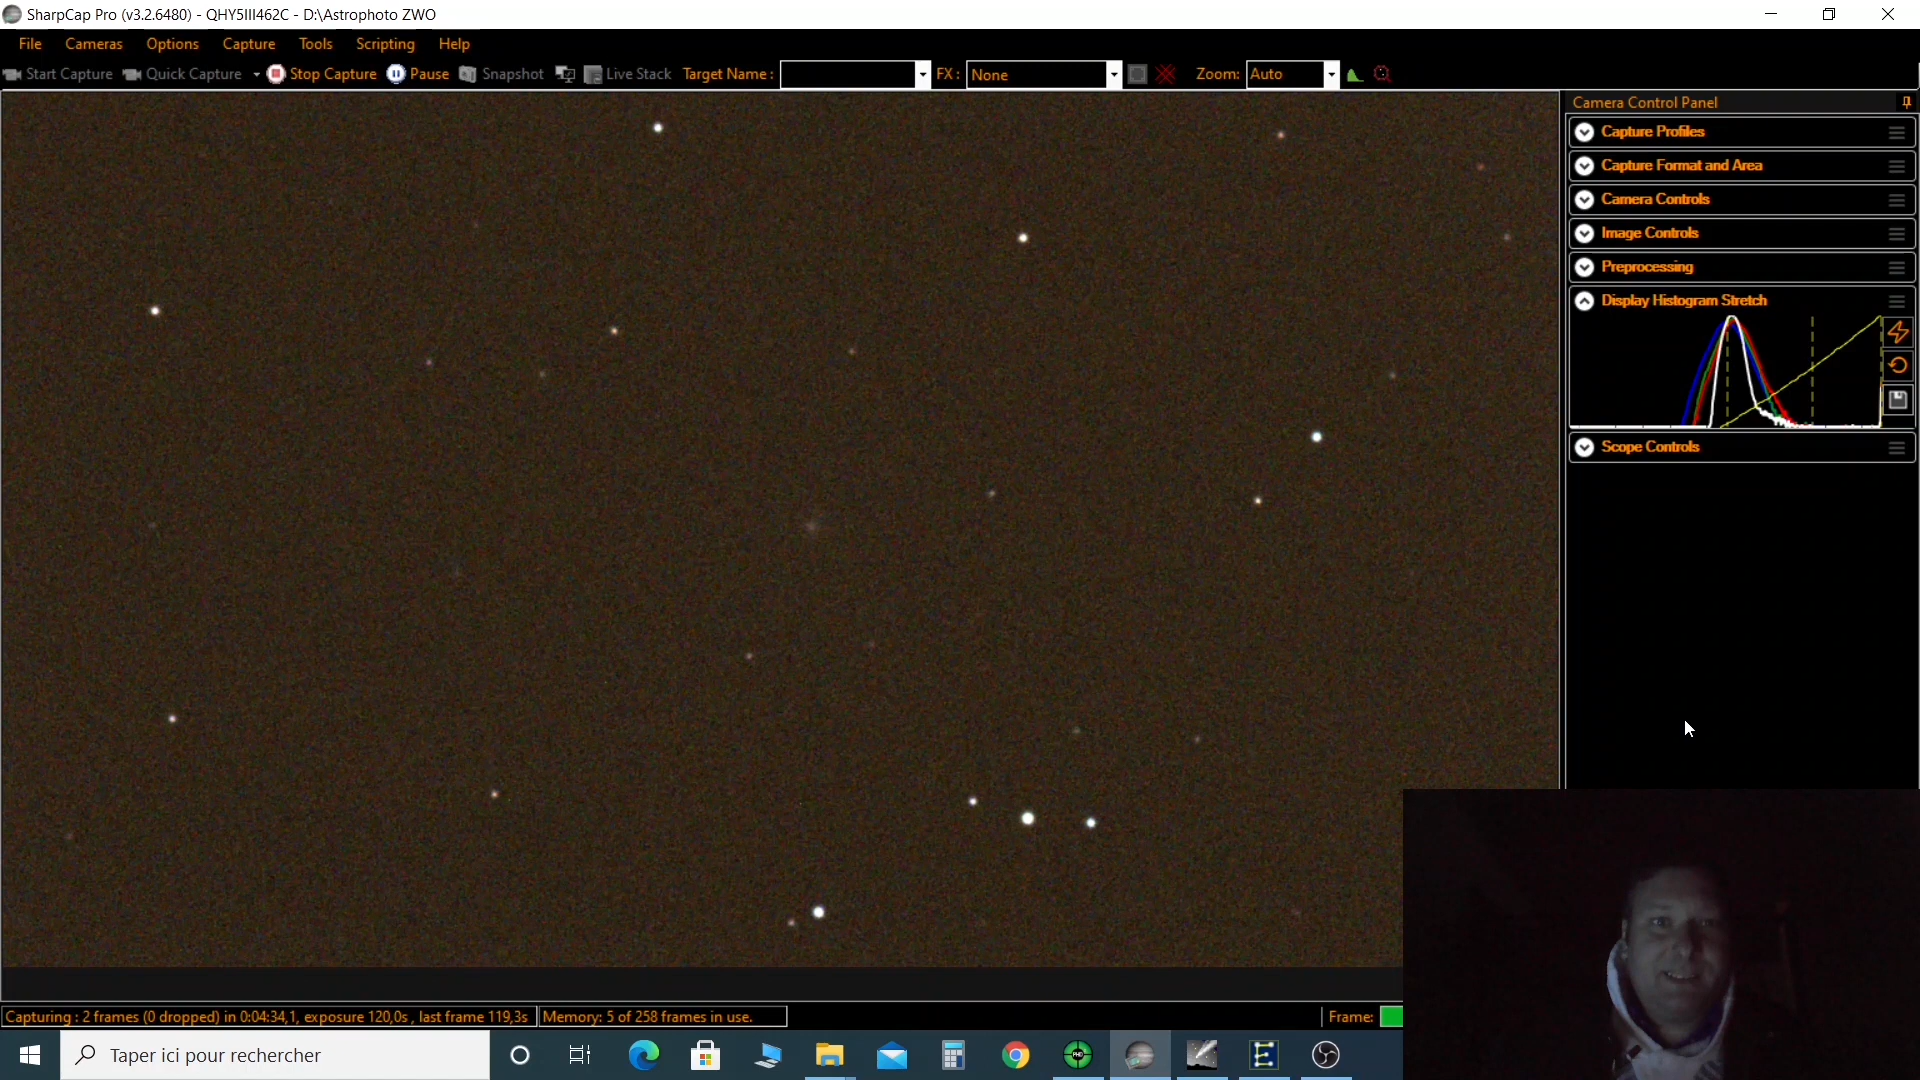 SharpCap Pro (v3.2.6480) - QHY5III462C - D:\Astrophoto ZWO
File Cameras Options Capture Tools Scripting Help
Start Capture Quick Capture Stop Capture Pause Snapshot Live Stack Target Name : FX : None Zoom: Auto
Camera Control Panel
Capture Profiles
Capture Format and Area
Camera Controls
Image Controls
Preprocessing
Display Histogram Stretch
Scope Controls
Capturing : 2 frames (0 dropped) in 0:04:34,1, exposure 120,0s , last frame 119,3s Memory: 5 of 258 frames in use. Frame:
Taper ici pour rechercher